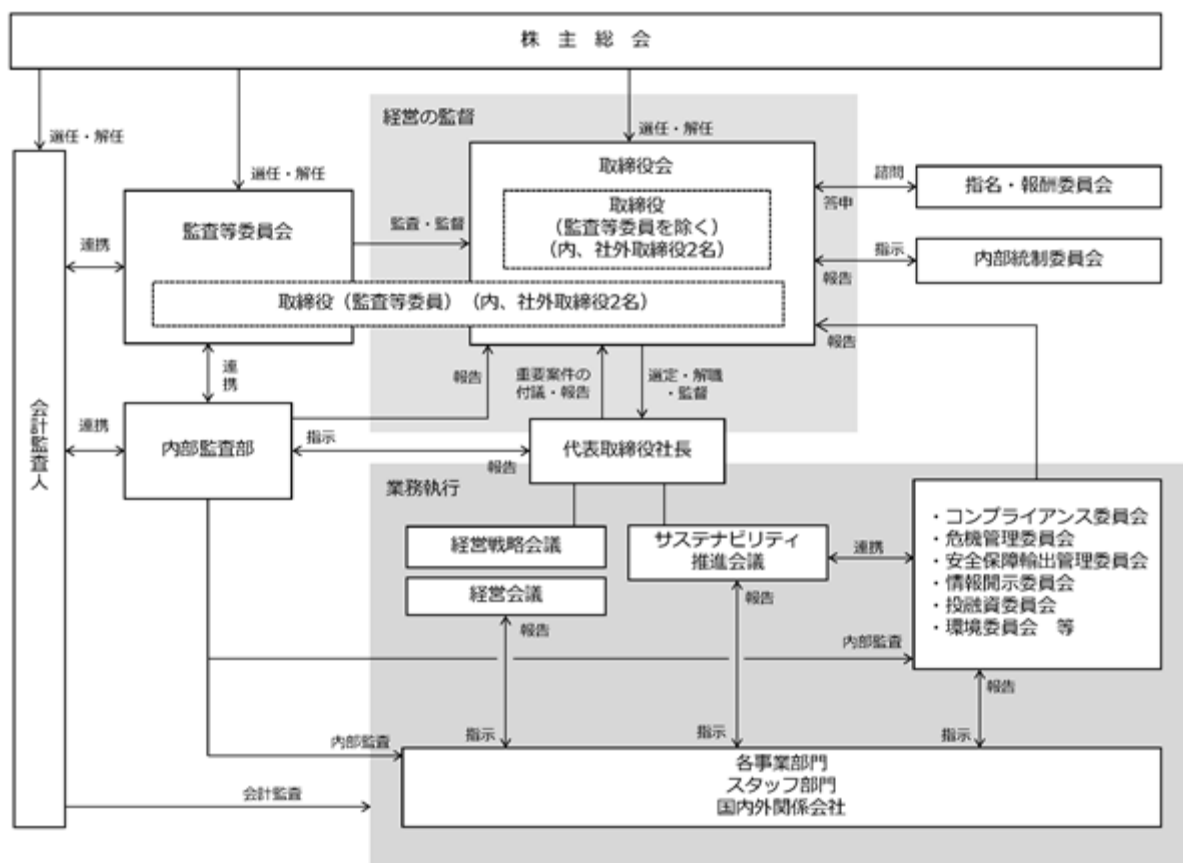 株 主 総 会
選任・解任
選任・解任
選任・解任
経営の監督
取締役会
取締役
(監査等委員を除く)
(内、社外取締役2名)
監査等委員会
監査・監督
取締役(監査等委員) (内、社外取締役2名)
諮問
答申
指名・報酬委員会
指示
報告
内部統制委員会
報告
連携
連
携
報告
重要案件の
付議・報告
選定・解職
・監督
会計監査人
連携
内部監査部
指示
報告
代表取締役社長
業務執行
経営戦略会議
経営会議
サステナビリティ
推進会議
連携
・コンプライアンス委員会
・危機管理委員会
・安全保障輸出管理委員会
・情報開示委員会
・投融資委員会
・環境委員会 等
報告
報告
内部監査
報告
指示
指示
指示
内部監査
会計監査
各事業部門
スタッフ部門
国内外関係会社